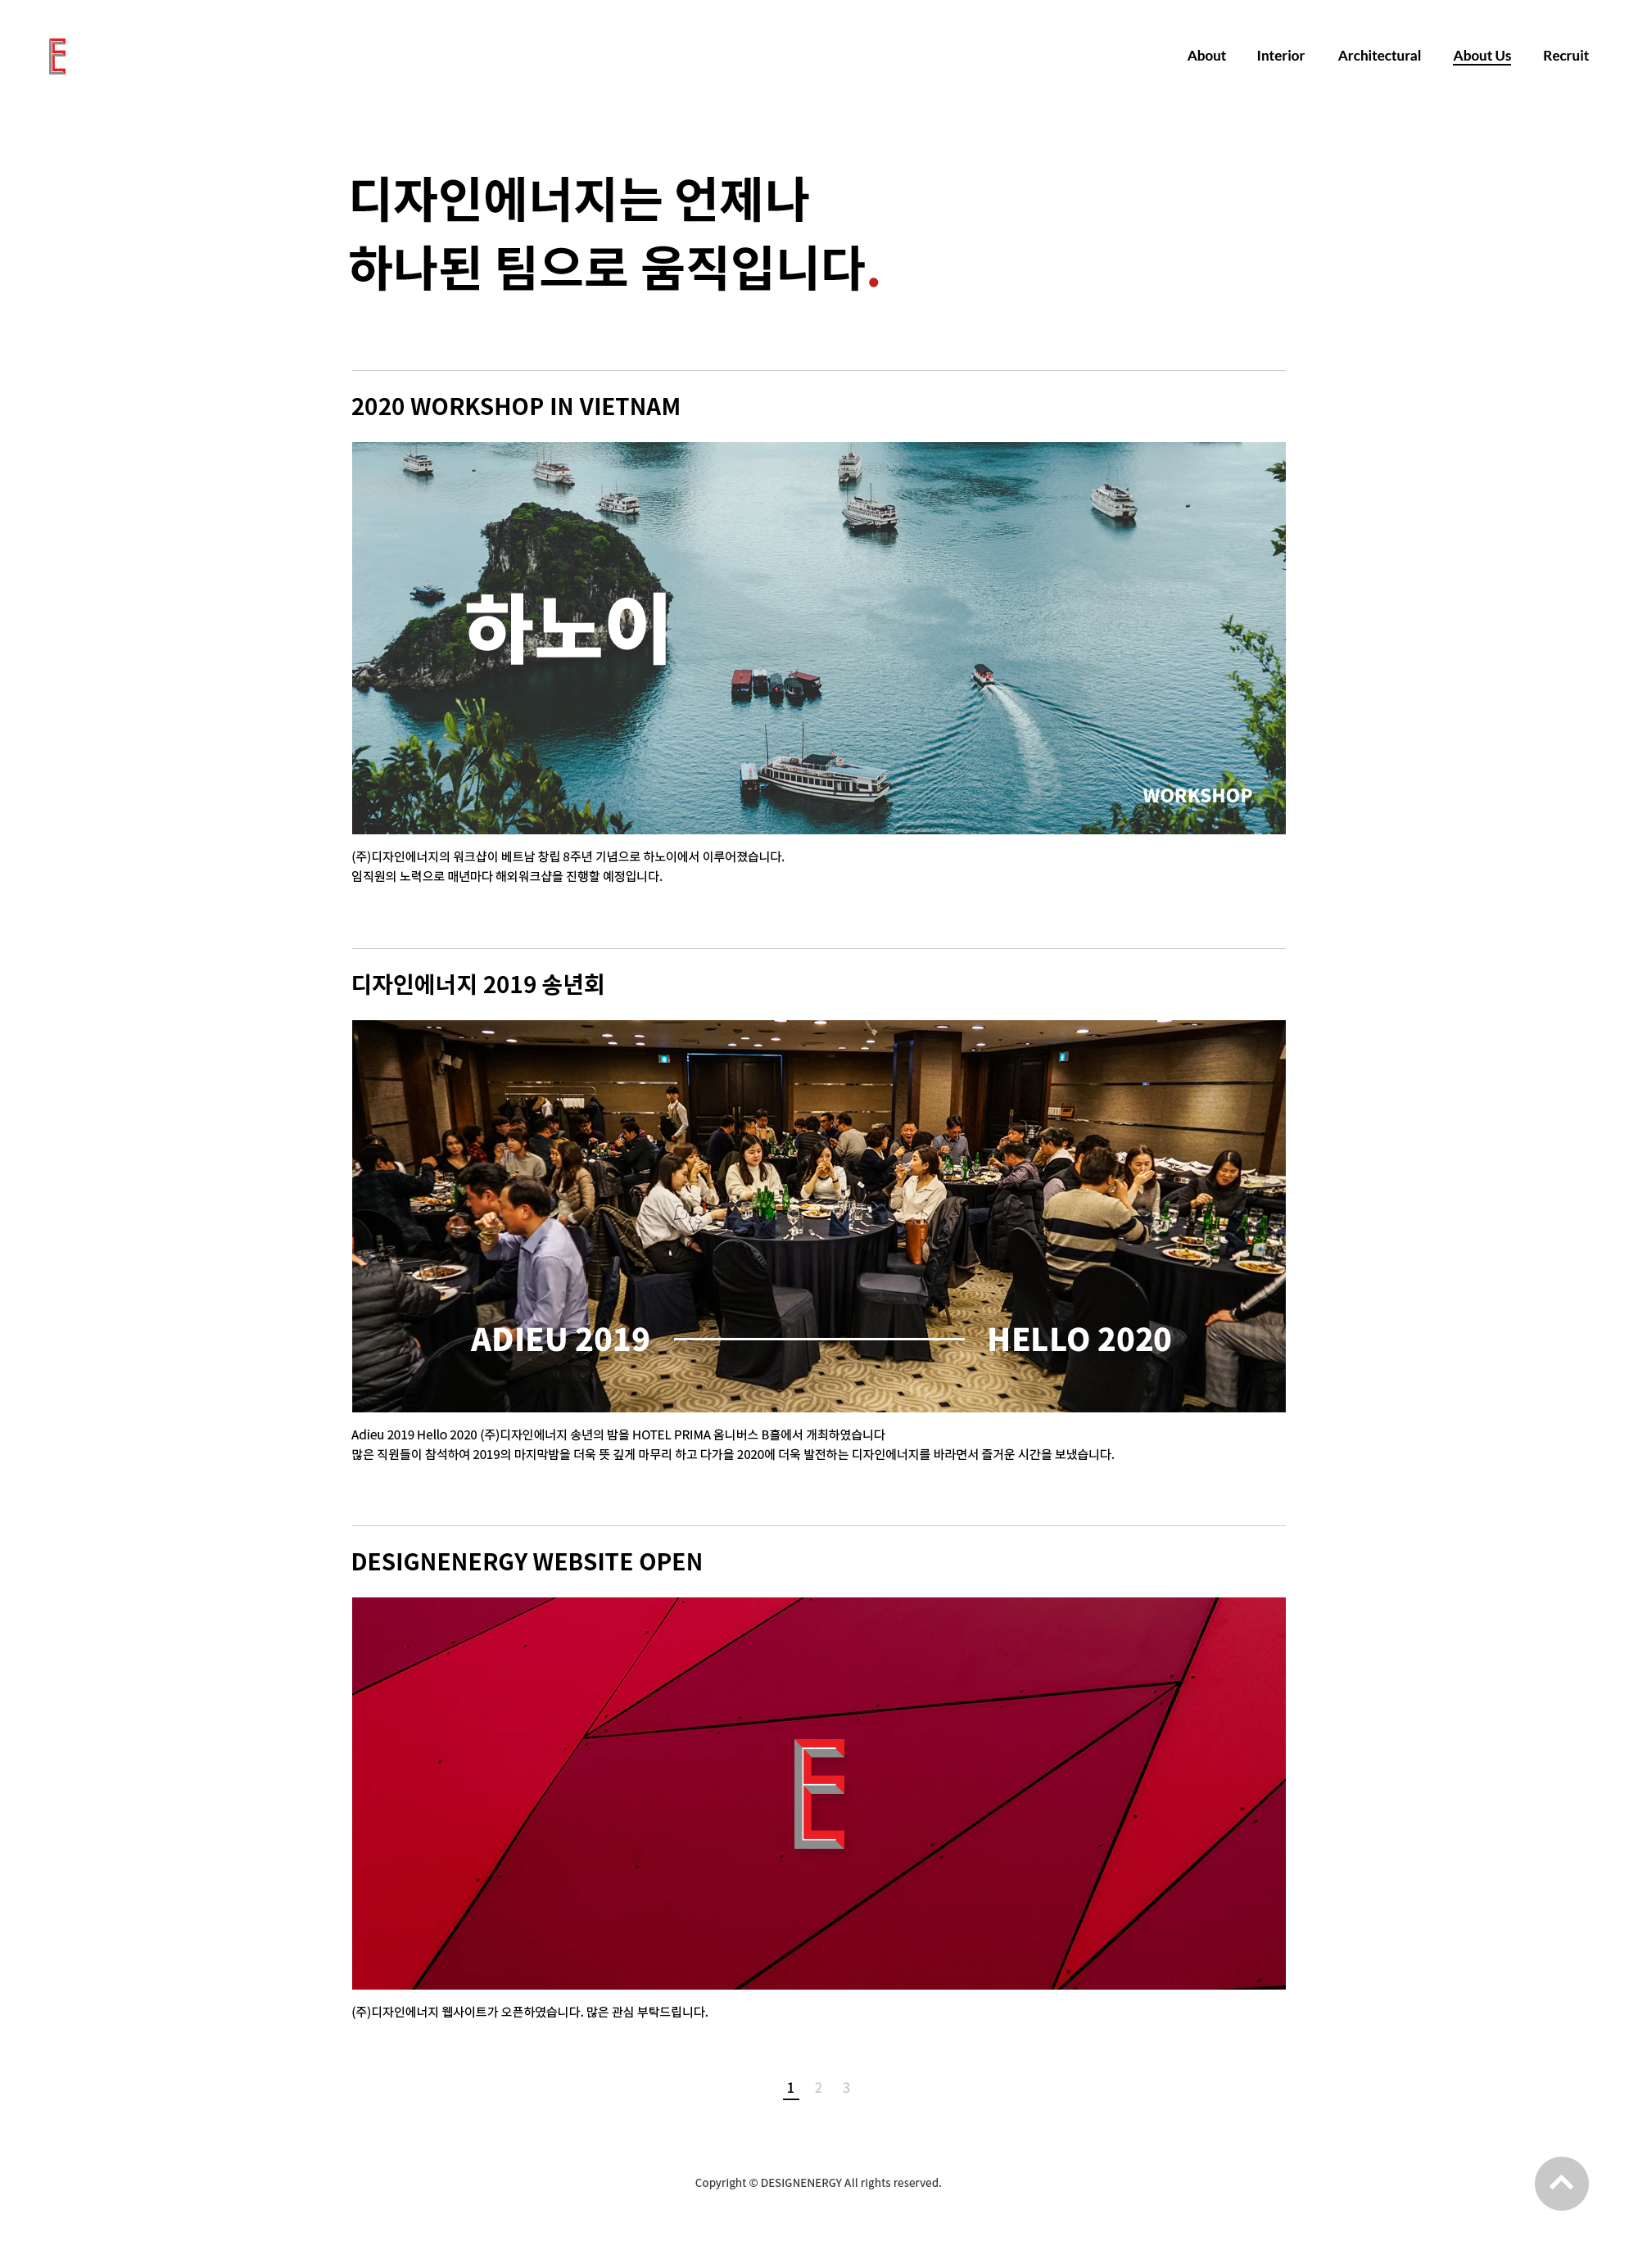 About Interior Architectural About Us Recruit
디자인에너지는 언제나
하나된 팀으로 움직입니다.
2020 WORKSHOP IN VIETNAM
하노이
WORKSHOP
(주)디자인에너지의 워크샵이 베트남 창립 8주년 기념으로 하노이에서 이루어졌습니다.
임직원의 노력으로 매년마다 해외워크샵을 진행할 예정입니다.
디자인에너지 2019 송년회
ADIEU 2019 HELLO 2020
Adieu 2019 Hello 2020 (주)디자인에너지 송년의 밤을 HOTEL PRIMA 옴니버스 B홀에서 개최하였습니다
많은 직원들이 참석하여 2019의 마지막밤을 더욱 뜻 깊게 마무리 하고 다가올 2020에 더욱 발전하는 디자인에너지를 바라면서 즐거운 시간을 보냈습니다.
DESIGNENERGY WEBSITE OPEN
E
(주)디자인에너지 웹사이트가 오픈하였습니다. 많은 관심 부탁드립니다.
1 2 3
Copyright © DESIGNENERGY All rights reserved.